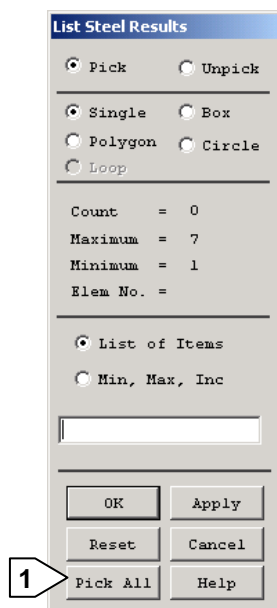 List Steel Results
Pick Unpick
Single Box
Polygon Circle
Loop
Count = 0
Maximum = 7
Minimum = 1
Elem No. =
List of Items
Min, Max, Inc
OK Apply
Reset Cancel
1 Pick All Help